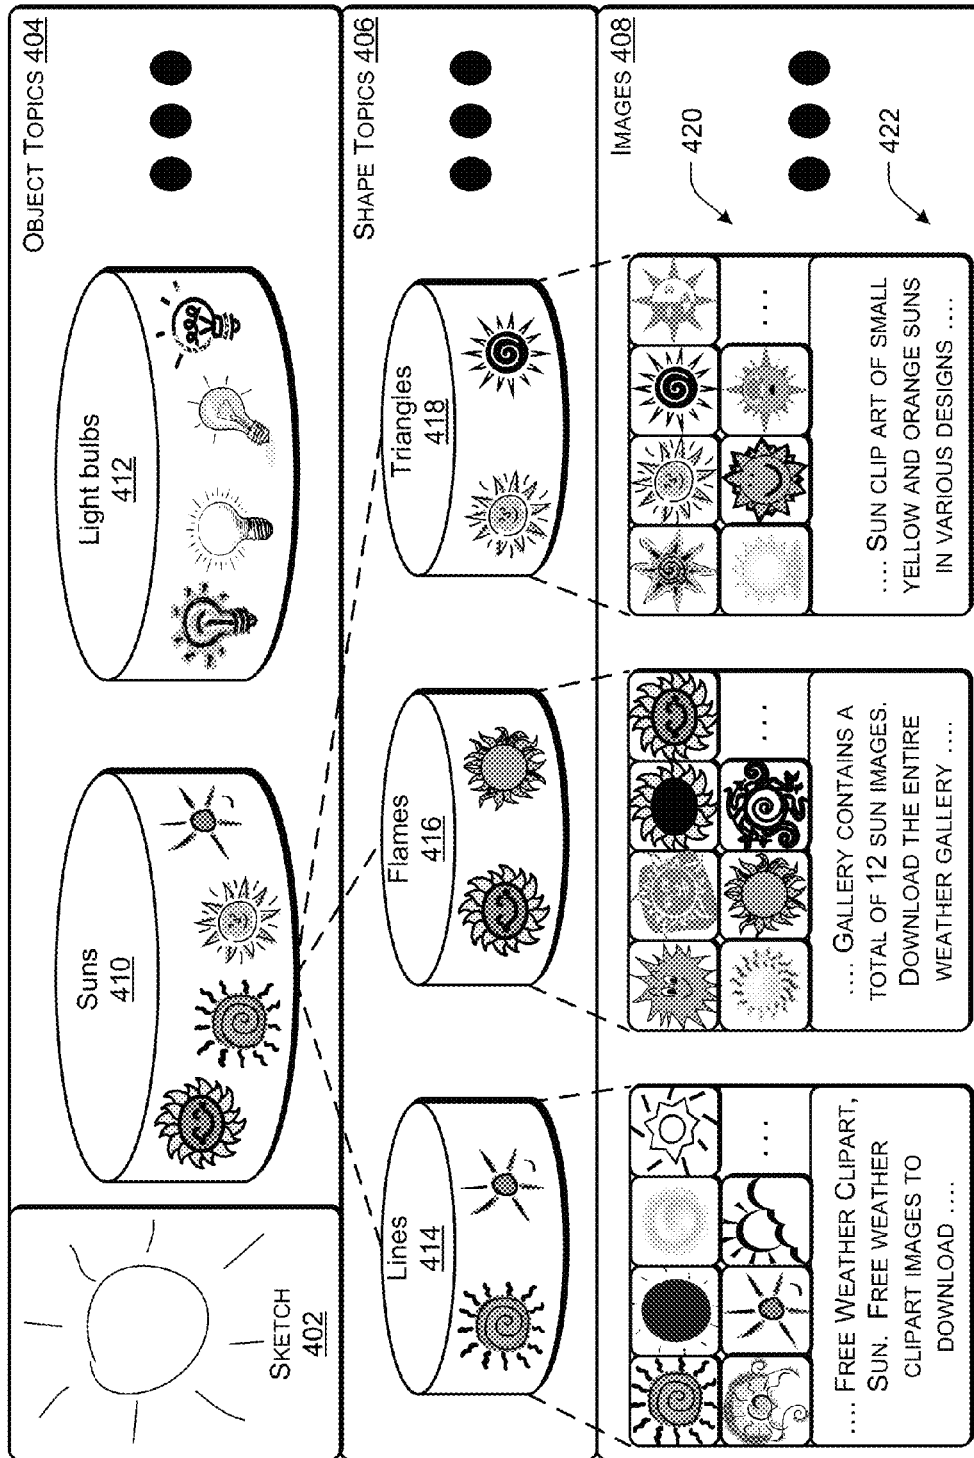 SKETCH
402
OBJECT TOPICS 404
Suns
410
Light bulbs
412
SHAPE TOPICS 406
Lines
414
Flames
416
Triangles
418
IMAGES 408
420
422
.... FREE WEATHER CLIPART,
SUN. FREE WEATHER
CLIPART IMAGES TO
DOWNLOAD ....
.... GALLERY CONTAINS A
TOTAL OF 12 SUN IMAGES.
DOWNLOAD THE ENTIRE
WEATHER GALLERY ....
.... SUN CLIP ART OF SMALL
YELLOW AND ORANGE SUNS
IN VARIOUS DESIGNS ....